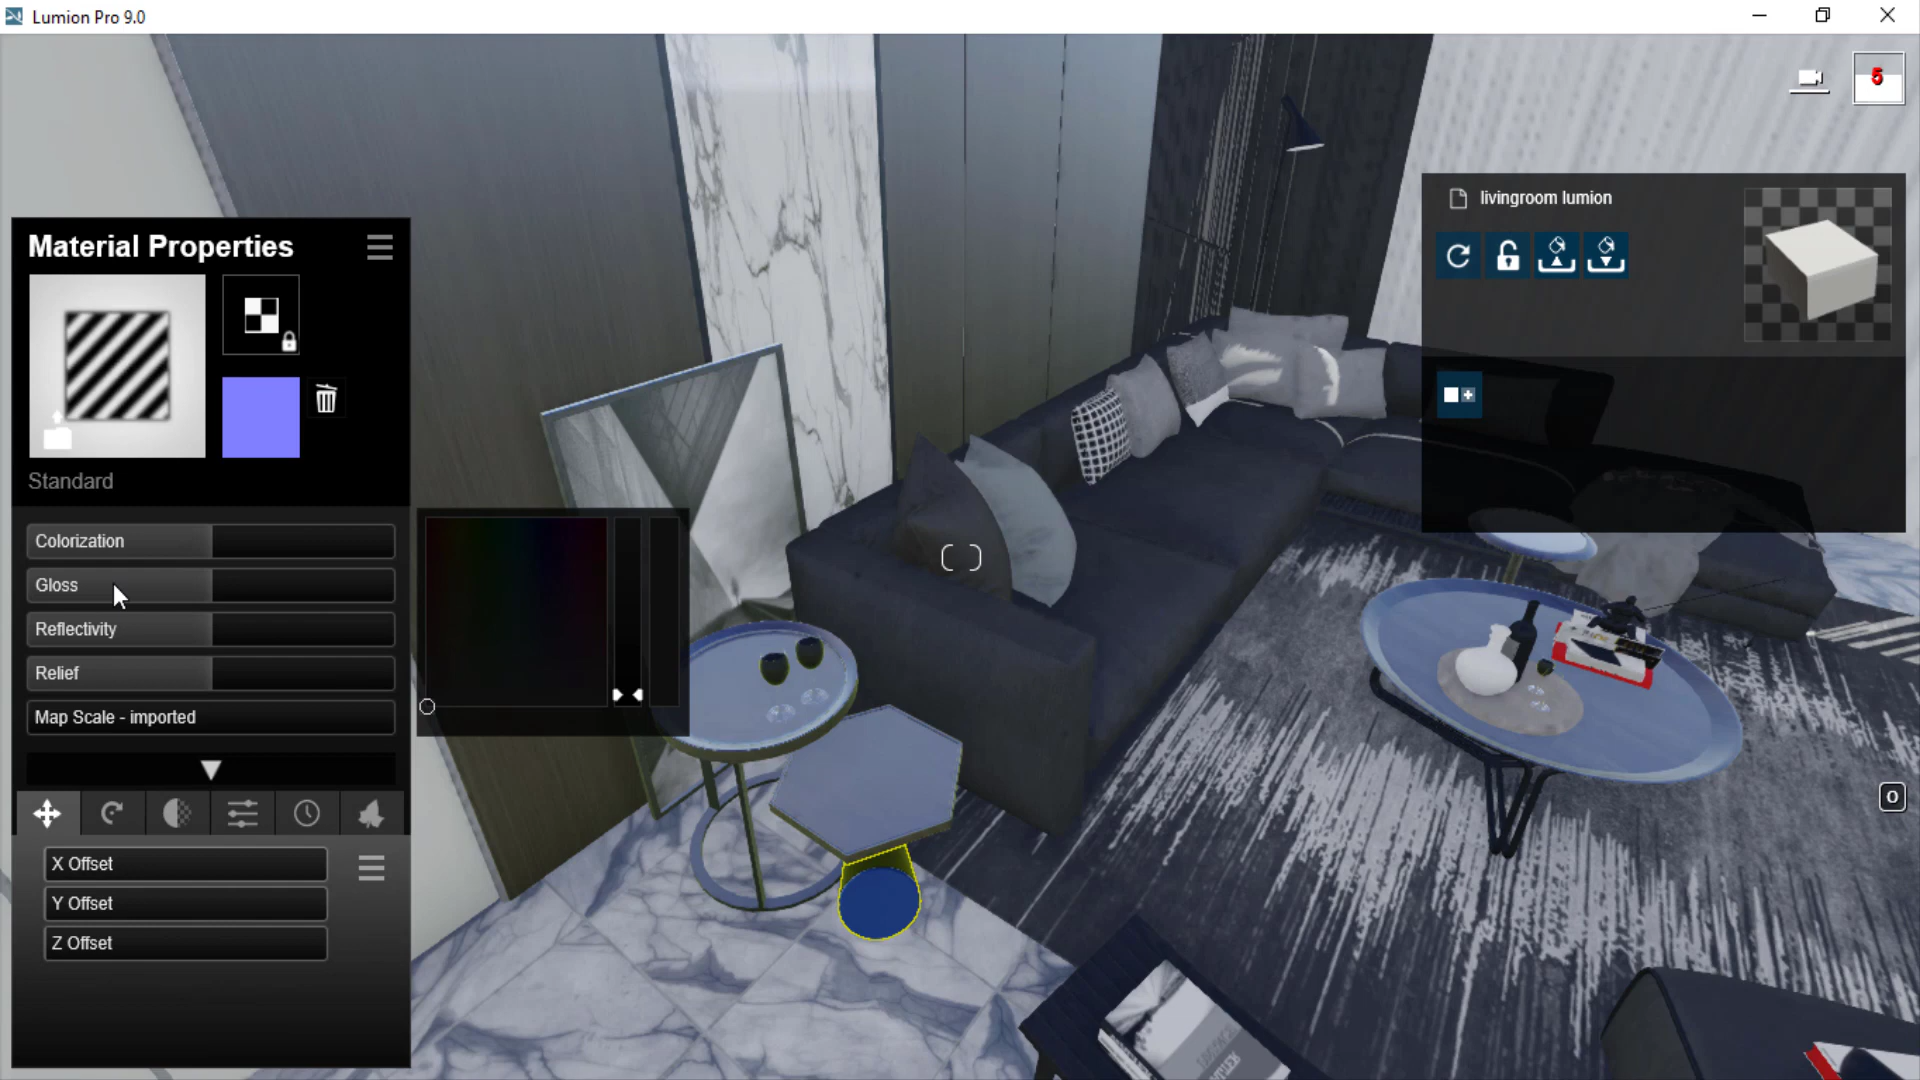 Lumion Pro 9.0
5
livingroom lumion
Material Properties
Standard
Colorization
Gloss
Reflectivity
Relief
Map Scale - imported
O
X Offset
Y Offset
Z Offset